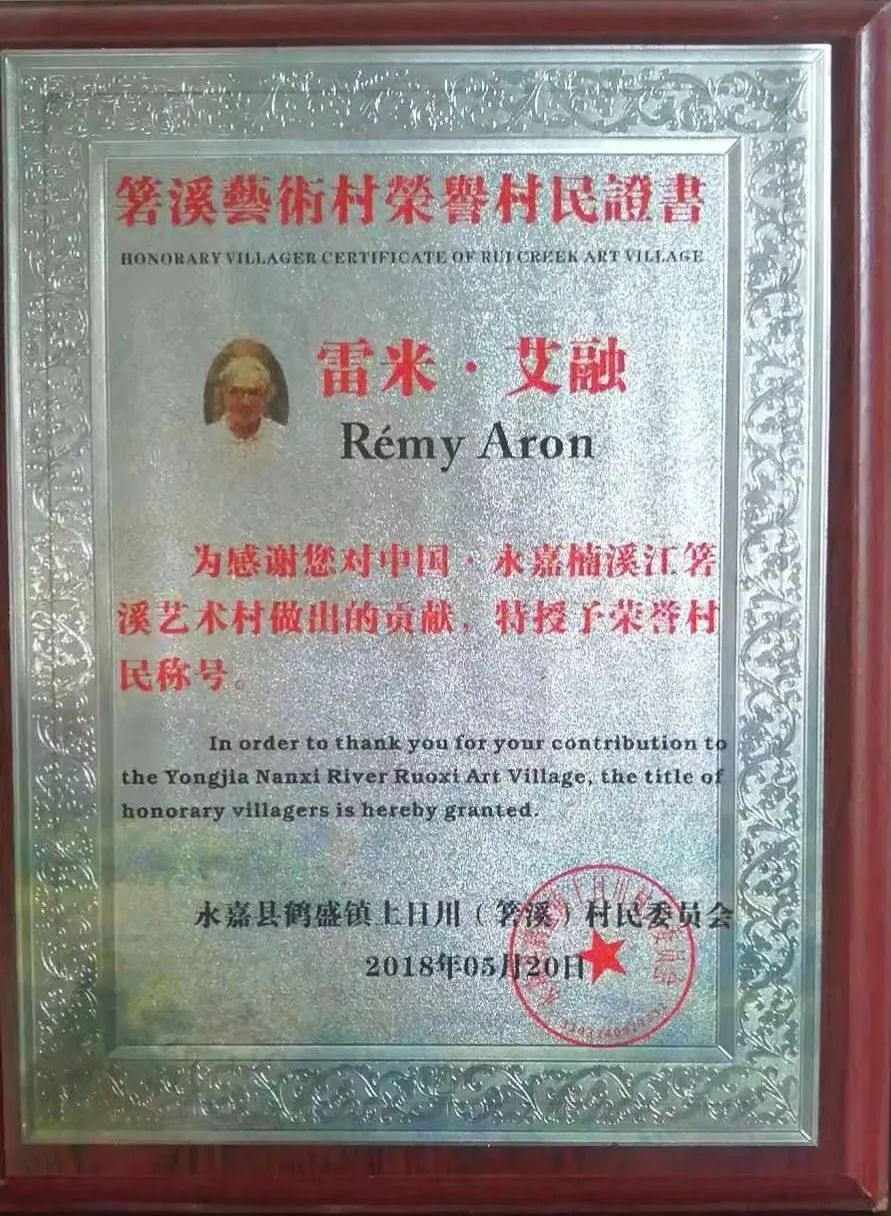 箬溪藝術村榮譽村民證書
HONORARY VILLAGER CERTIFICATE OF RUI CREEK ART VILLAGE
雷米·艾融
Rémy Aron
为感谢您对中国·永嘉楠溪江箬
溪艺术村做出的贡献，特授予荣誉村
民称号。
In order to thank you for your contribution to
the Yongjia Nanxi River Ruoxi Art Village, the title of
honorary villagers is hereby granted.
永嘉县鹤盛镇上日川（箬溪）村民委员会
2018年05月20日